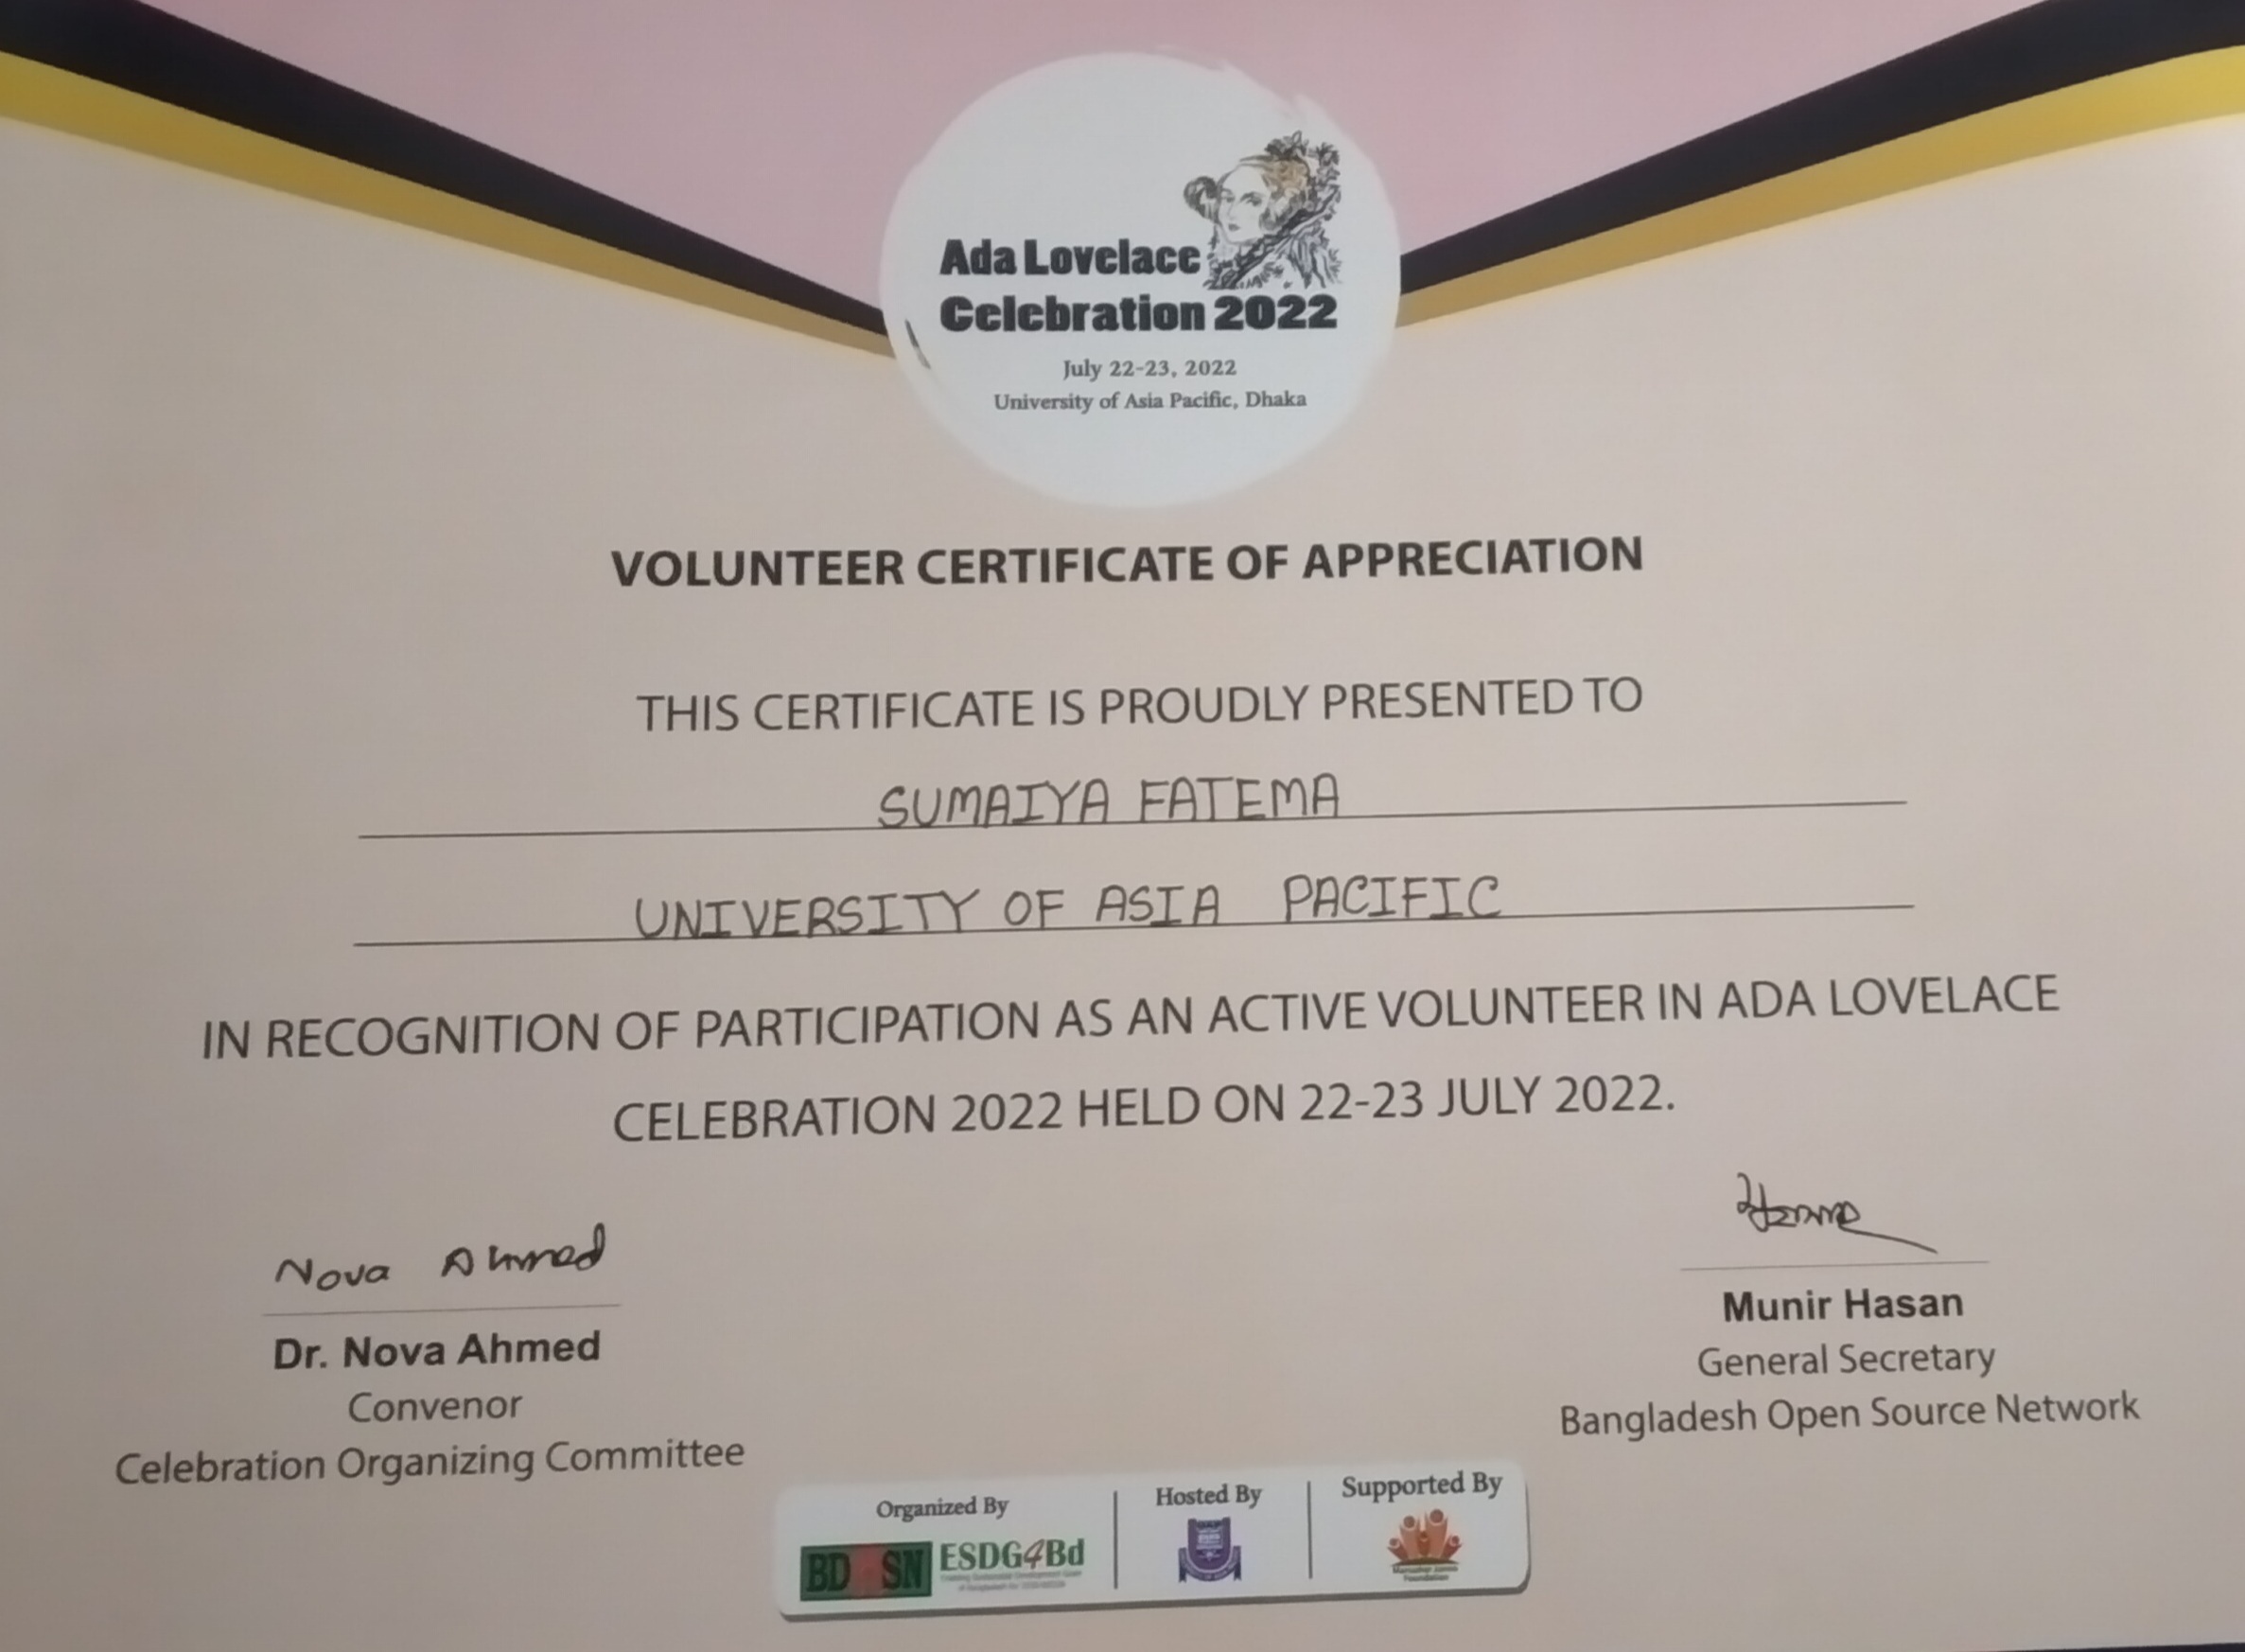 Ada Lovelace
Celebration 2022
July 22-23, 2022
University of Asia Pacific, Dhaka
VOLUNTEER CERTIFICATE OF APPRECIATION
THIS CERTIFICATE IS PROUDLY PRESENTED TO
SUMAIYA FATEMA
UNIVERSITY OF ASIA PACIFIC
IN RECOGNITION OF PARTICIPATION AS AN ACTIVE VOLUNTEER IN ADA LOVELACE
CELEBRATION 2022 HELD ON 22-23 JULY 2022.
Nova Ahmed
Dr. Nova Ahmed
Convenor
Celebration Organizing Committee
Munir Hasan
General Secretary
Bangladesh Open Source Network
Organized By
BD SN ESDG4Bd
Hosted By
Supported By
Foundation